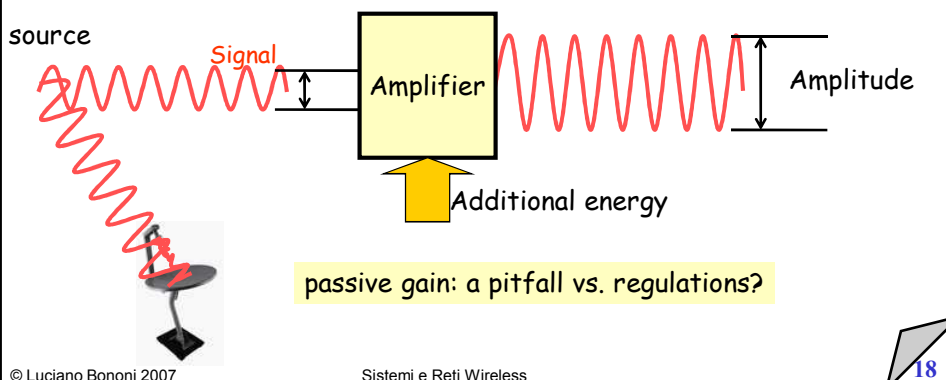 source
Signal
Amplifier
Amplitude
Additional energy
passive gain: a pitfall vs. regulations?
© Luciano Bononi 2007
Sistemi e Reti Wireless
18